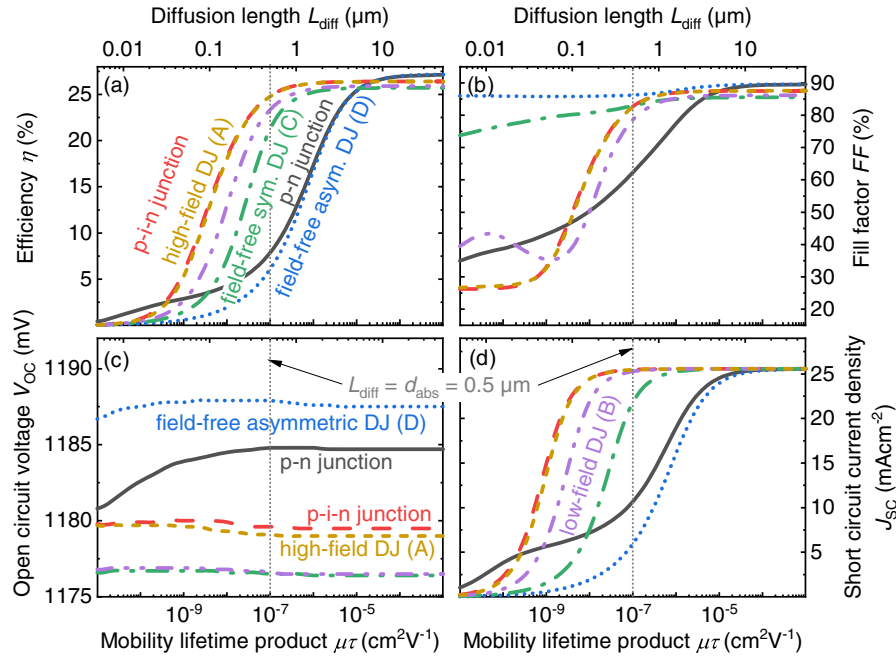 Diffusion length L_diff (µm)
Diffusion length L_diff (µm)
0.01 0.1 1 10
0.01 0.1 1 10
(a)
(b)
Efficiency η (%)
25
20
15
10
5
p-i-n junction
high-field DJ (A)
field-free sym. DJ (C)
p-n junction
field-free asym. DJ (D)
90
80
70
60
50
40
30
20
Fill factor FF (%)
(c)
(d)
Open circuit voltage V_OC (mV)
1190
1185
1180
1175
L_diff = d_abs = 0.5 µm
field-free asymmetric DJ (D)
p-n junction
p-i-n junction
high-field DJ (A)
low-field DJ (B)
25
20
15
10
5
Short circuit current density
J_SC (mAcm⁻²)
10⁻⁹ 10⁻⁷ 10⁻⁵
10⁻⁹ 10⁻⁷ 10⁻⁵
Mobility lifetime product µτ (cm²V⁻¹)
Mobility lifetime product µτ (cm²V⁻¹)